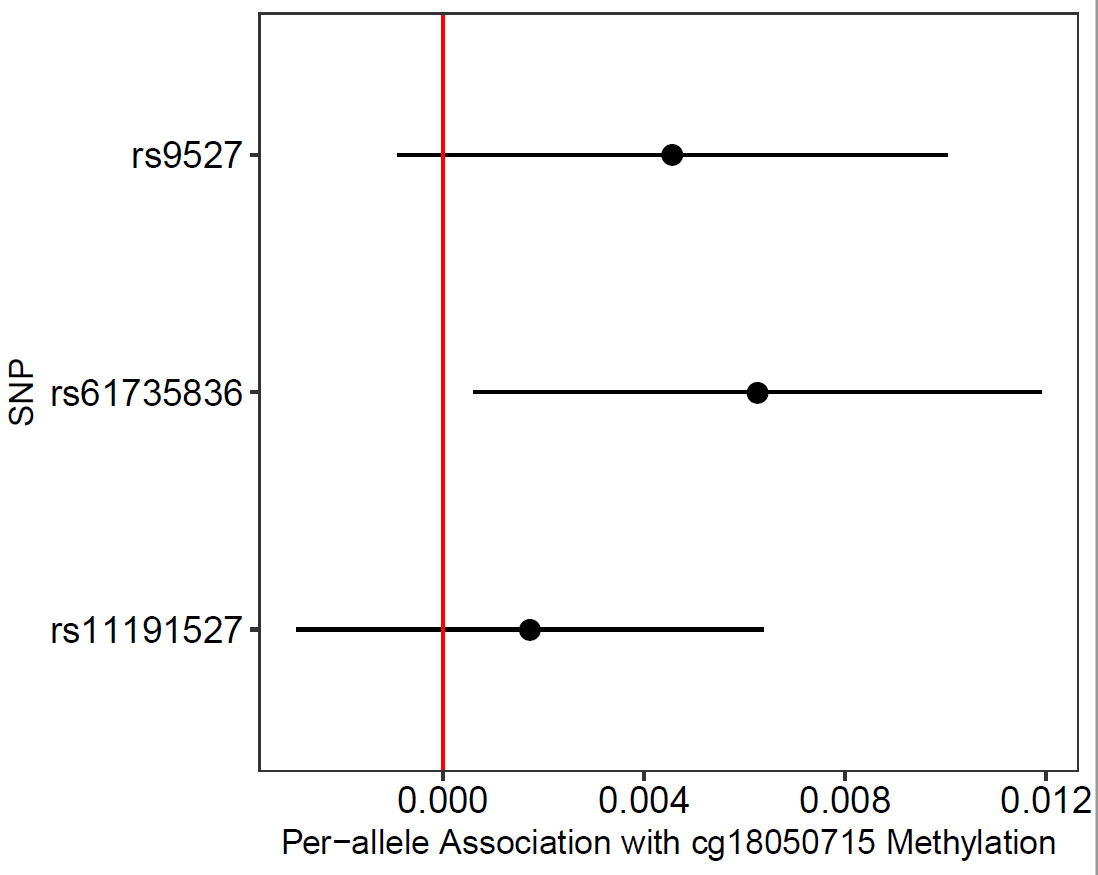 rs9527
SNP
rs61735836
rs11191527
0.000 0.004 0.008 0.012
Per−allele Association with cg18050715 Methylation